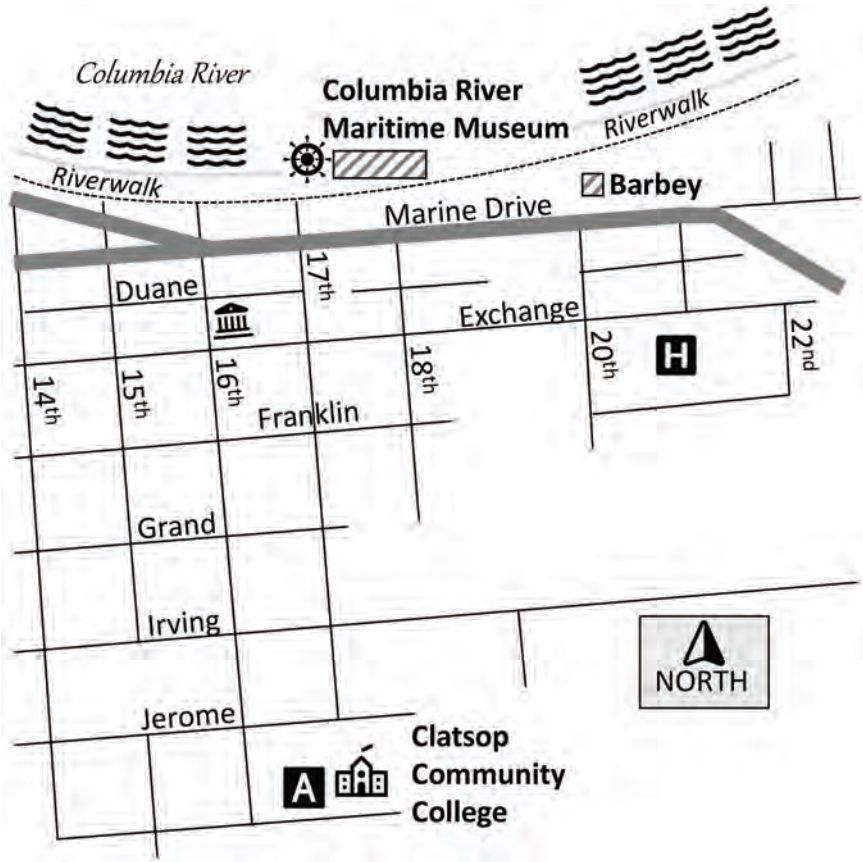 Columbia River
Columbia River
Maritime Museum
Riverwalk
Riverwalk
Barbey
Marine Drive
17th
Duane
Exchange
14th
15th
16th
18th
20th
H
22nd
Franklin
Grand
Irving
NORTH
Jerome
A
Clatsop
Community
College